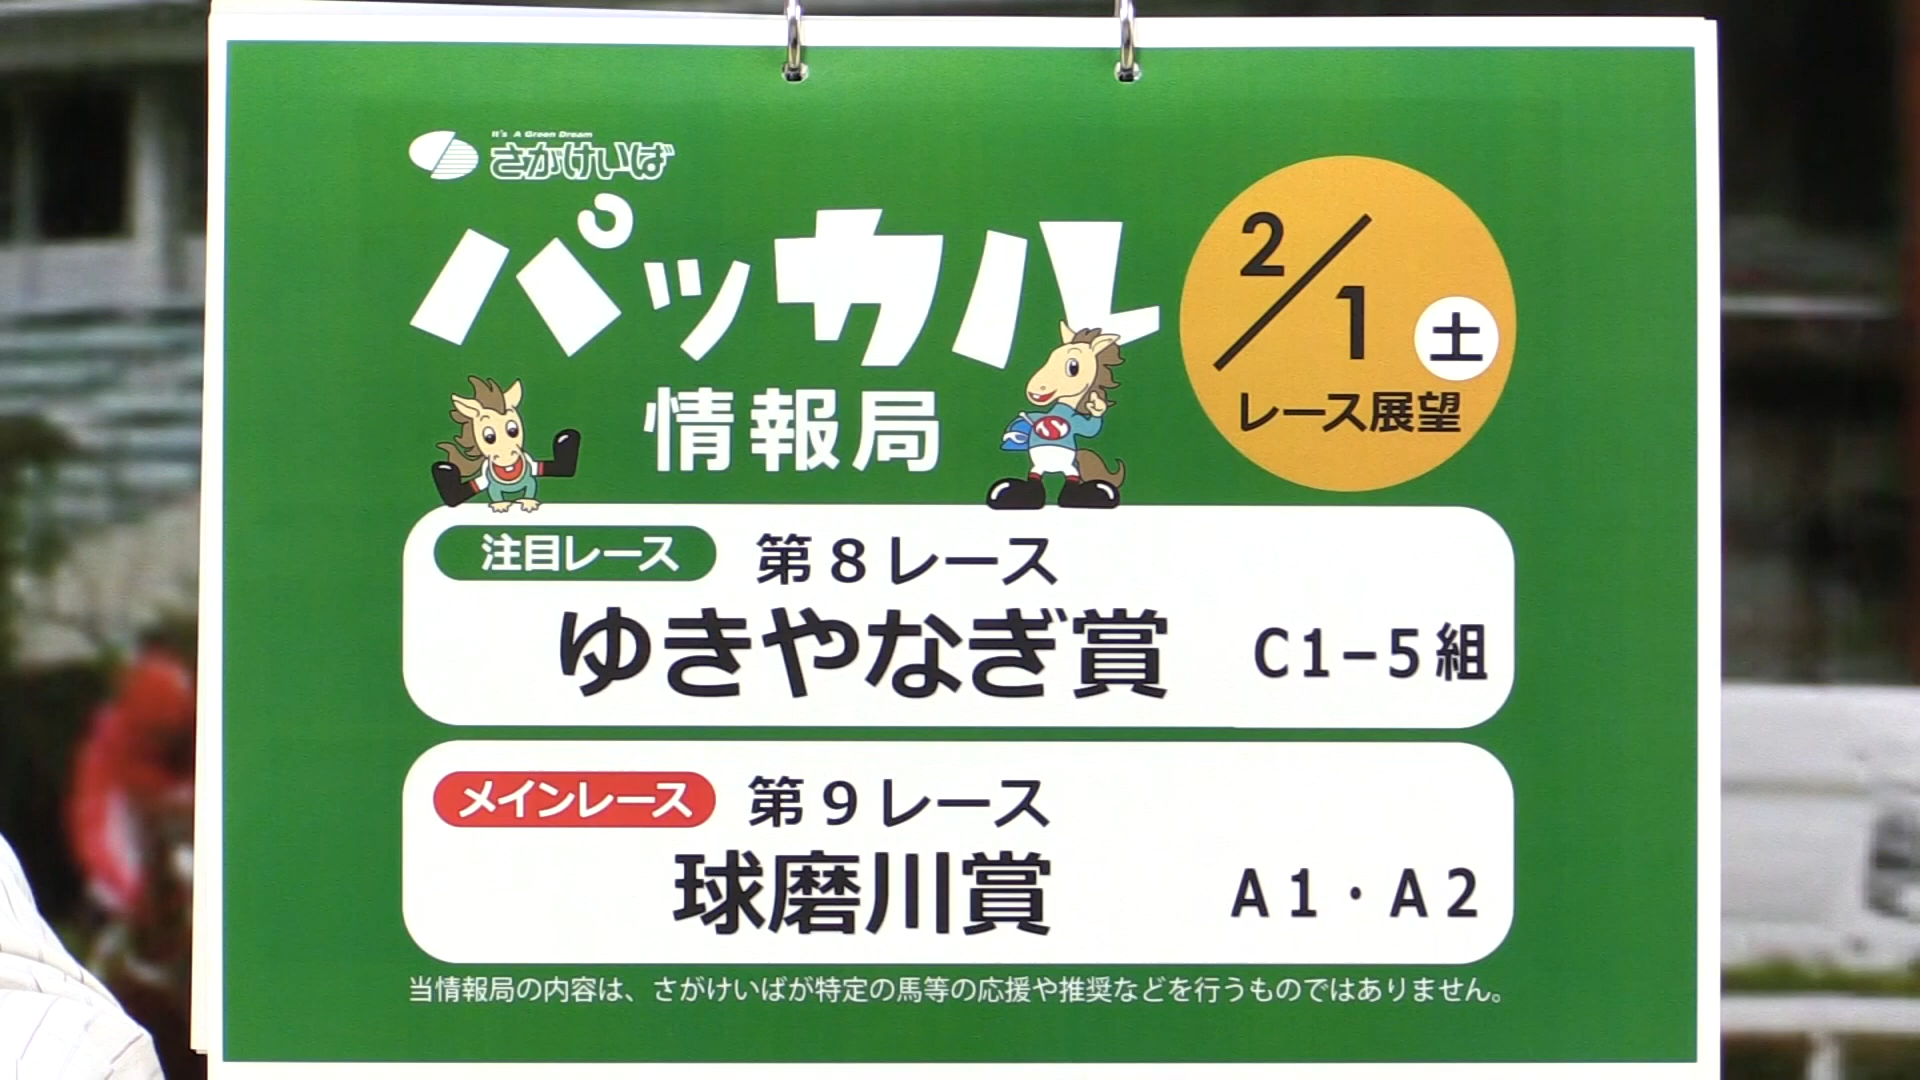 It's A Green Dream
さがけいば
パッカル
情報局
2/1 土
レース展望
注目レース 第8レース
ゆきやなぎ賞 C1-5組
メインレース 第9レース
球磨川賞 A1・A2
当情報局の内容は、さがけいばが特定の馬等の応援や推奨などを行うものではありません。